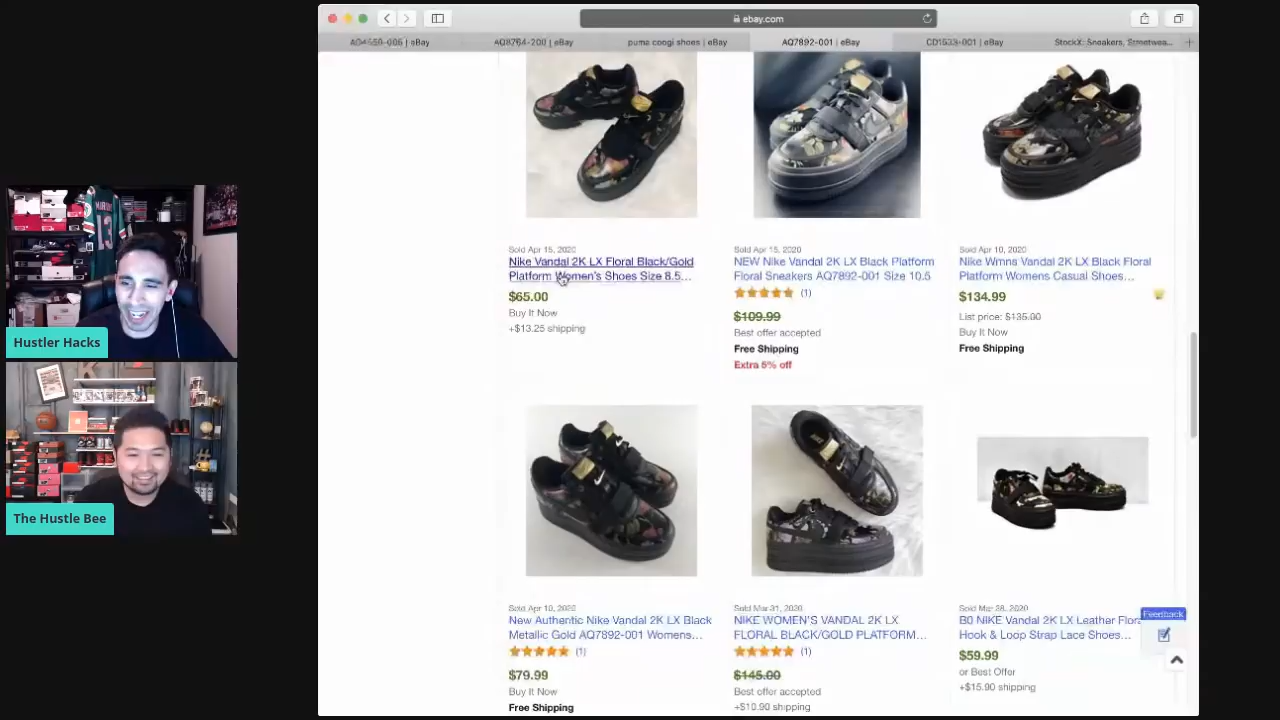 ebay.com
AO4559-006 | eBay
AQ8764-200 | eBay
puma coogi shoes | eBay
AQ7892-001 | eBay
CD1633-001 | eBay
StockX: Sneakers, Streetwea...
Sold Apr 15, 2020
Nike Vandal 2K LX Floral Black/Gold
Platform Women's Shoes Size 8.5...
$65.00
Buy It Now
+$13.25 shipping
Sold Apr 15, 2020
NEW Nike Vandal 2K LX Black Platform
Floral Sneakers AQ7892-001 Size 10.5
(1)
$109.99
Best offer accepted
Free Shipping
Extra 5% off
Sold Apr 10, 2020
Nike Wmns Vandal 2K LX Black Floral
Platform Womens Casual Shoes...
$134.99
List price: $135.00
Buy It Now
Free Shipping
Hustler Hacks
The Hustle Bee
Sold Apr 10, 2020
New Authentic Nike Vandal 2K LX Black
Metallic Gold AQ7892-001 Womens...
(1)
$79.99
Buy It Now
Free Shipping
Sold Mar 31, 2020
NIKE WOMEN'S VANDAL 2K LX
FLORAL BLACK/GOLD PLATFORM...
(1)
$145.00
Best offer accepted
+$10.90 shipping
Sold Mar 28, 2020
B0 NIKE Vandal 2K LX Leather Flora
Hook & Loop Strap Lace Shoes...
$59.99
or Best Offer
+$15.90 shipping
Feedback